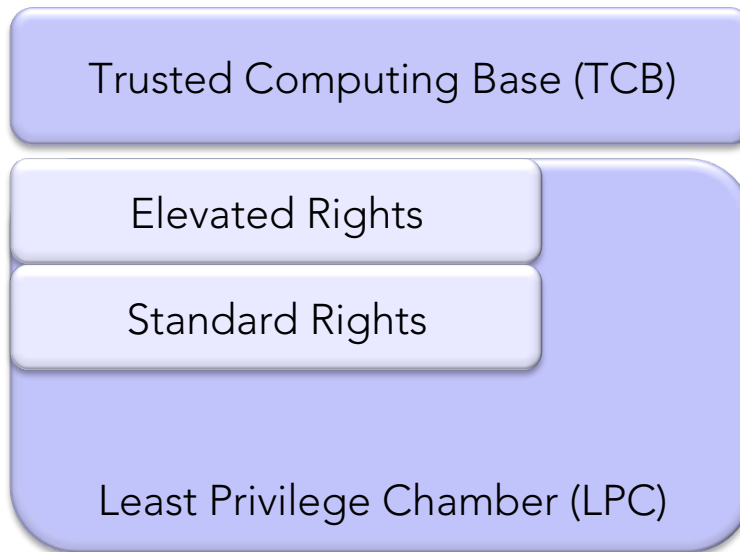 Trusted Computing Base (TCB)
Elevated Rights
Standard Rights
Least Privilege Chamber (LPC)